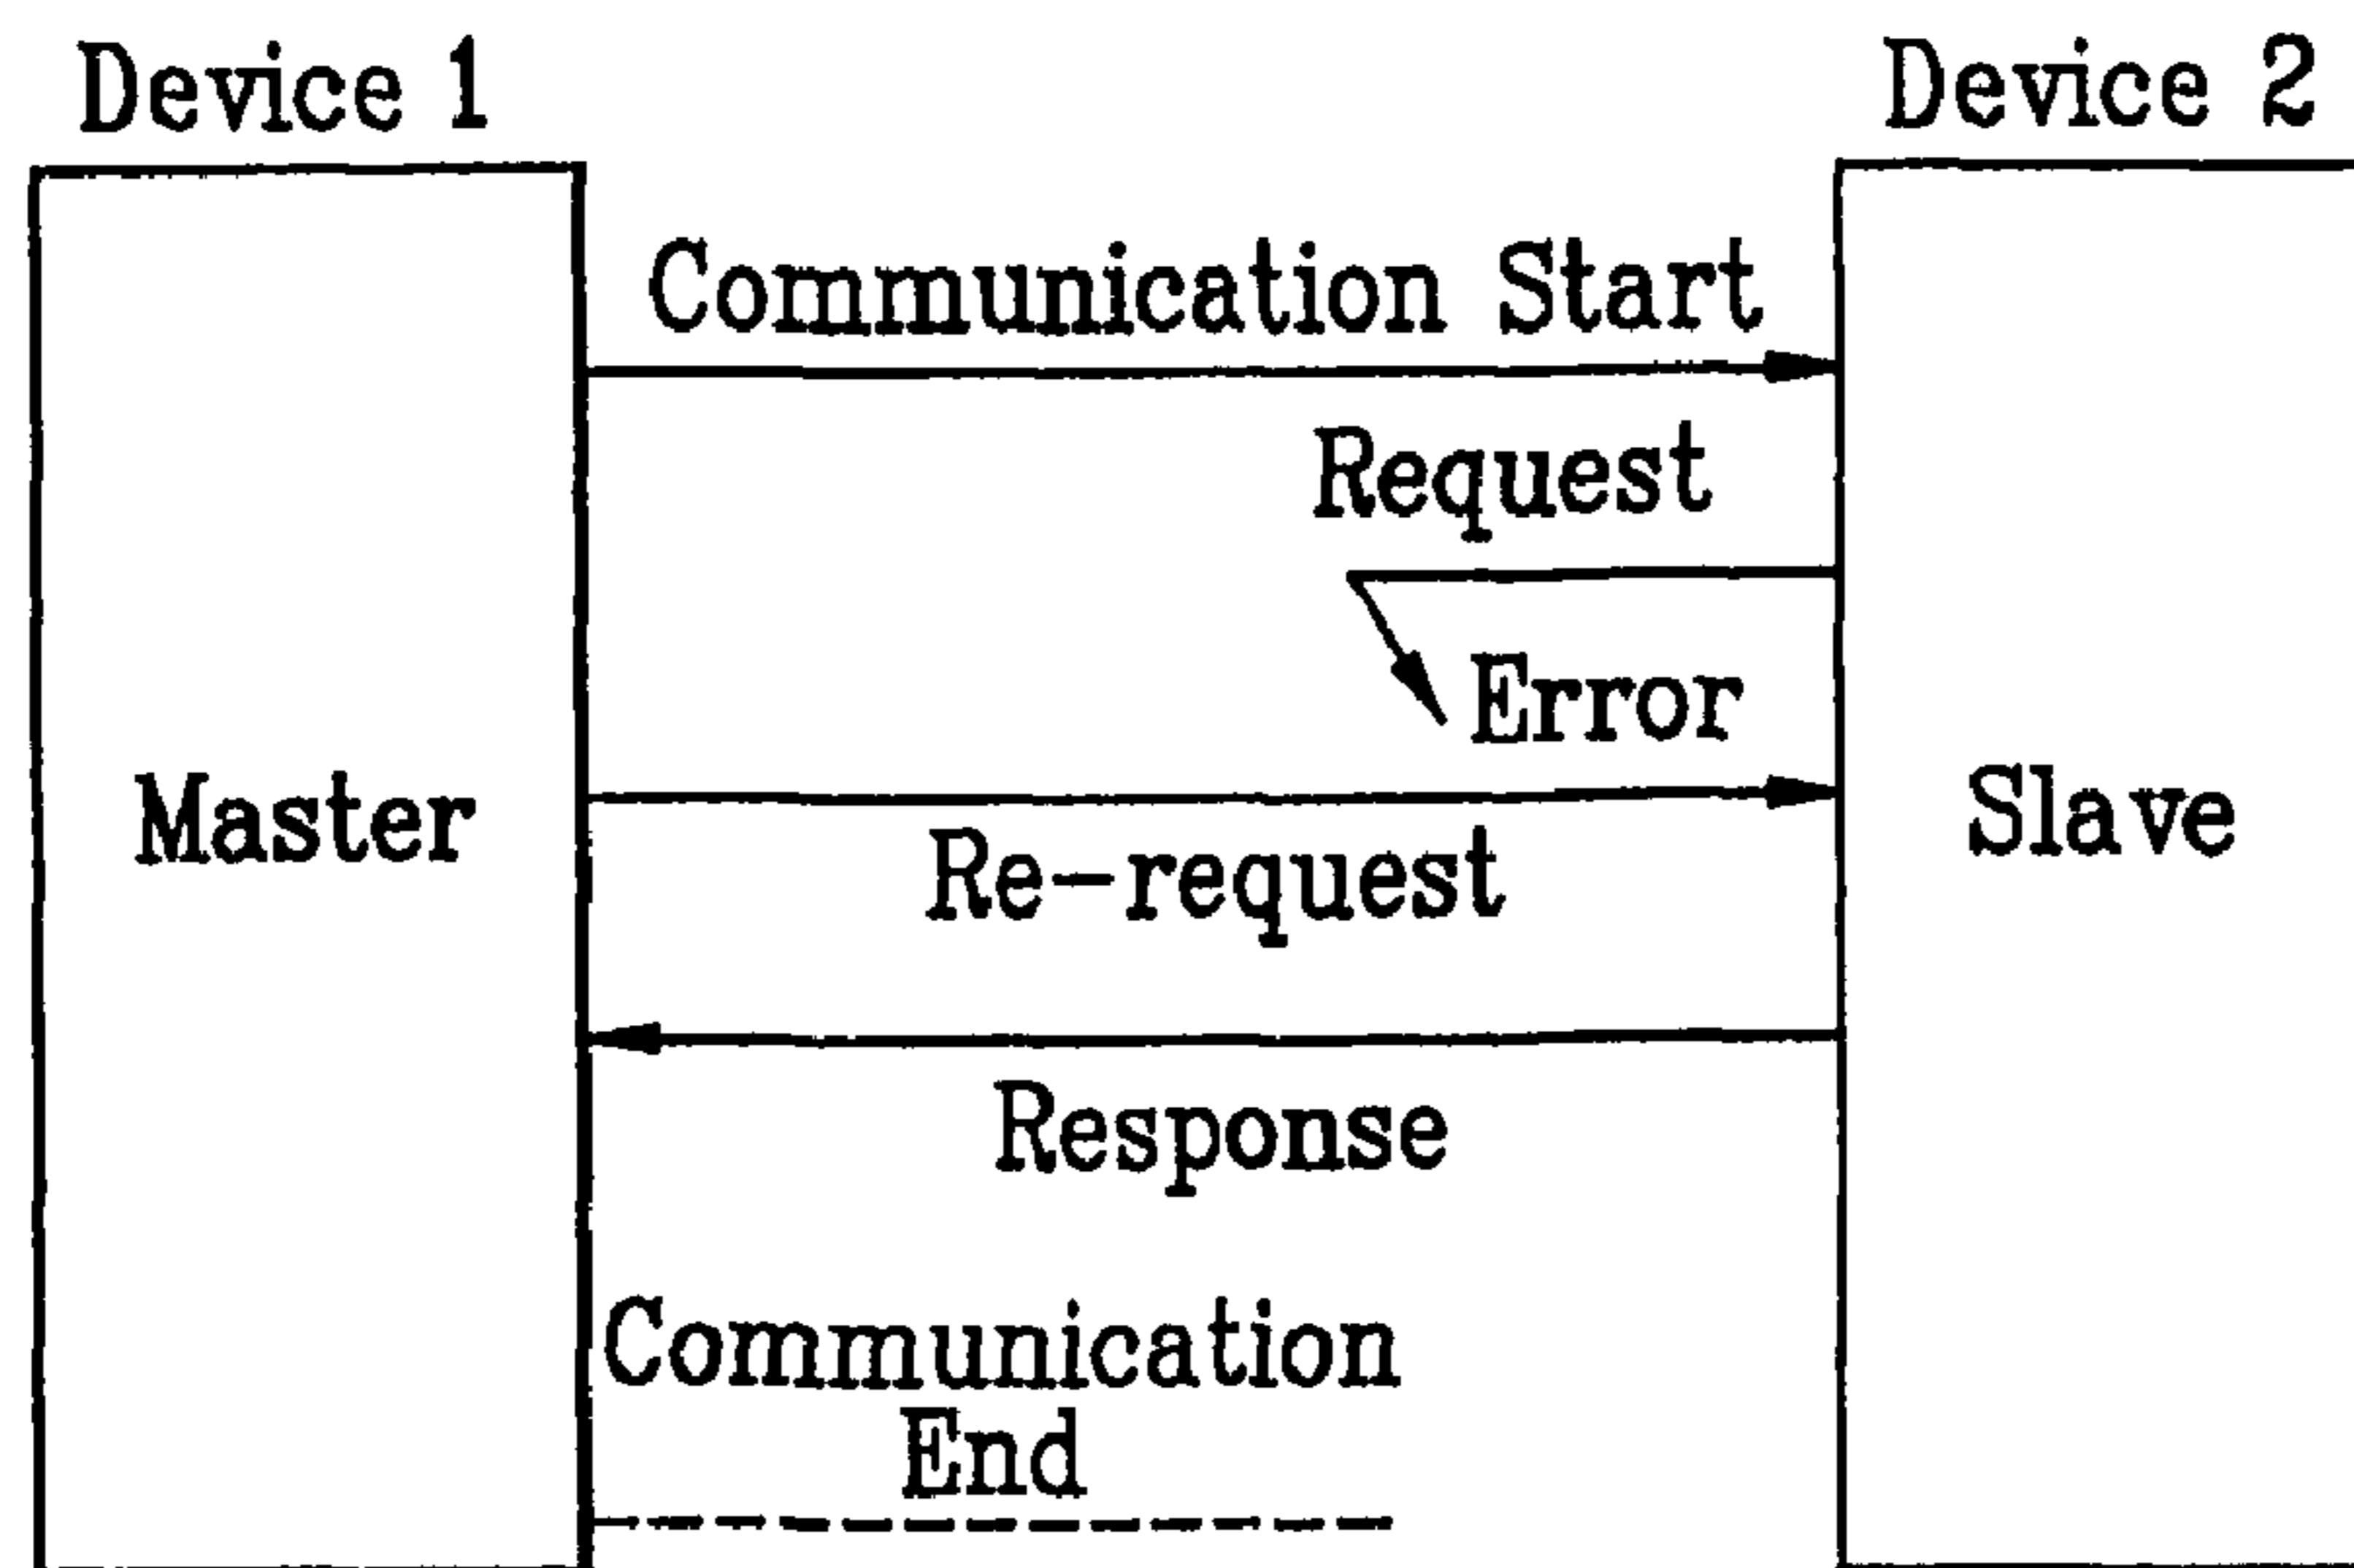 Device 1
Device 2
Communication Start
Request
Error
Master
Slave
Re-request
Response
Communication
End